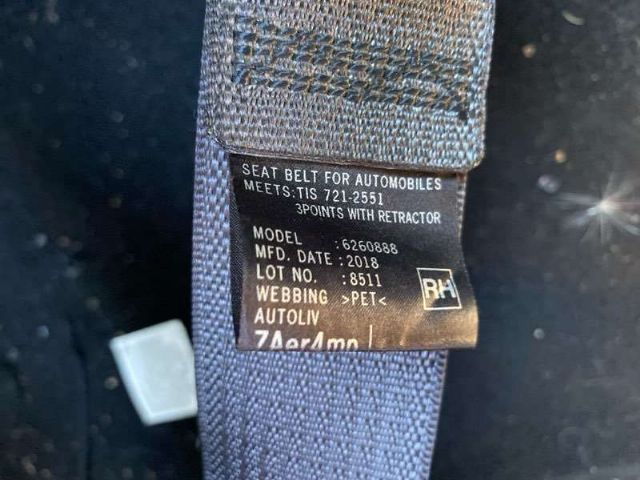 SEAT BELT FOR AUTOMOBILES
MEETS:TIS 721-2551
3POINTS WITH RETRACTOR
MODEL :6260888
MFD. DATE :2018
LOT NO. :8511
WEBBING >PET<
RH
AUTOLIV